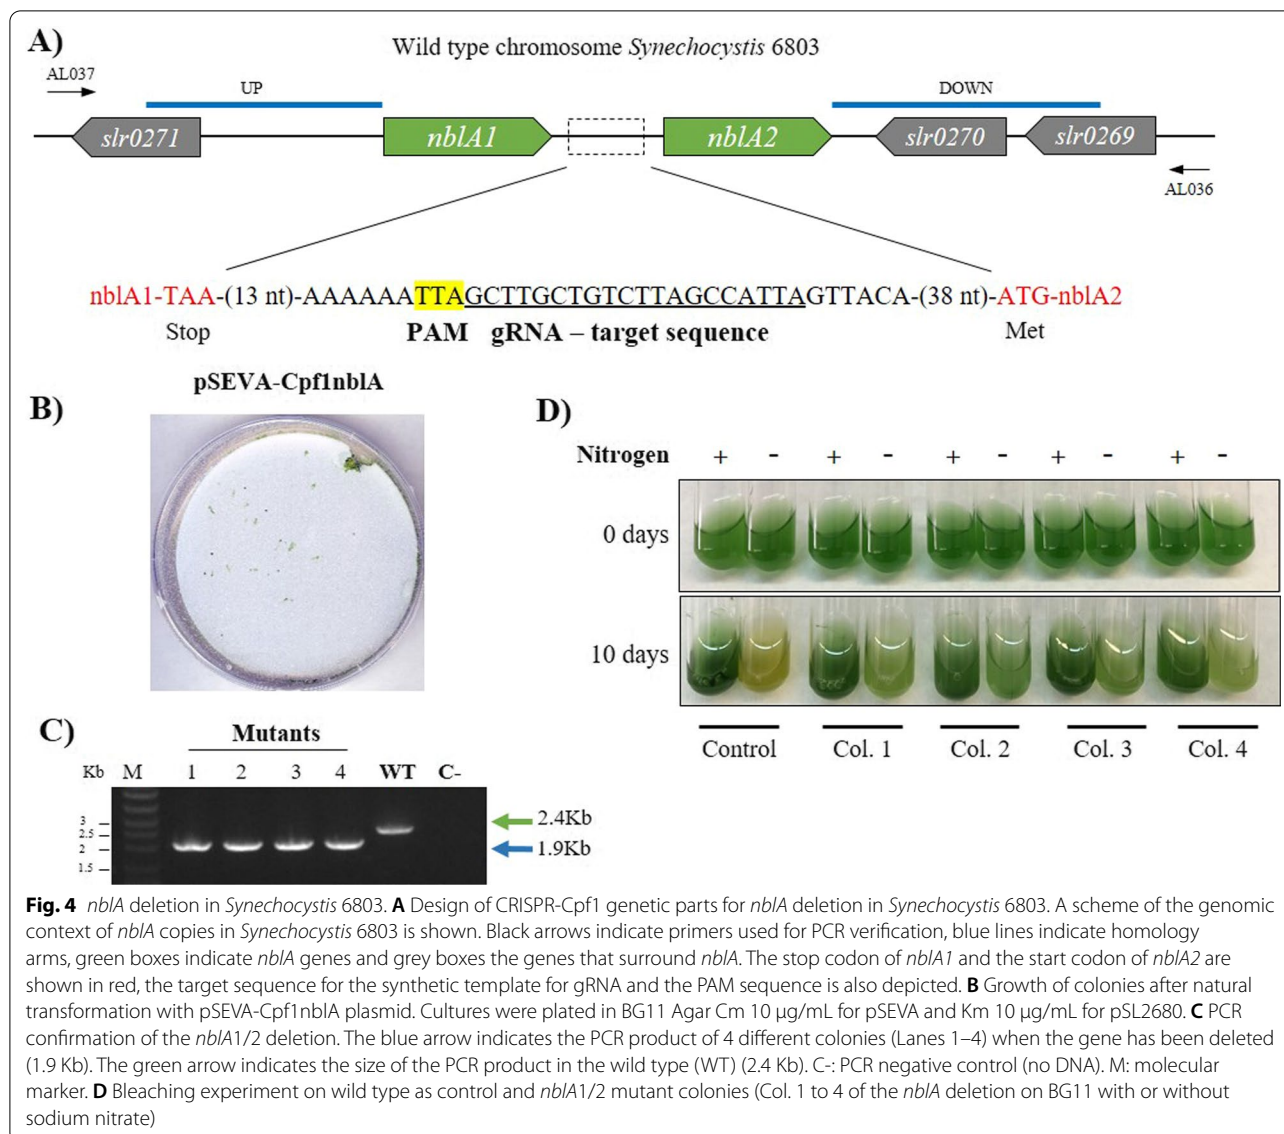 A)
Wild type chromosome Synechocystis 6803
AL037
UP
DOWN
slr0271
nblA1
nblA2
slr0270
slr0269
AL036
nblA1-TAA-(13 nt)-AAAAAATTAGCTTGCTGTCTTAGCCATTAGTTACA-(38 nt)-ATG-nblA2
Stop
PAM gRNA – target sequence
Met
pSEVA-Cpf1nblA
B)
D)
Nitrogen + - + - + - + - + -
0 days
10 days
Control Col. 1 Col. 2 Col. 3 Col. 4
C)
Mutants
Kb M 1 2 3 4 WT C-
3
2.5
2
1.5
2.4Kb
1.9Kb
Fig. 4 nblA deletion in Synechocystis 6803. A Design of CRISPR-Cpf1 genetic parts for nblA deletion in Synechocystis 6803. A scheme of the genomic
context of nblA copies in Synechocystis 6803 is shown. Black arrows indicate primers used for PCR verification, blue lines indicate homology
arms, green boxes indicate nblA genes and grey boxes the genes that surround nblA. The stop codon of nblA1 and the start codon of nblA2 are
shown in red, the target sequence for the synthetic template for gRNA and the PAM sequence is also depicted. B Growth of colonies after natural
transformation with pSEVA-Cpf1nblA plasmid. Cultures were plated in BG11 Agar Cm 10 µg/mL for pSEVA and Km 10 µg/mL for pSL2680. C PCR
confirmation of the nblA1/2 deletion. The blue arrow indicates the PCR product of 4 different colonies (Lanes 1–4) when the gene has been deleted
(1.9 Kb). The green arrow indicates the size of the PCR product in the wild type (WT) (2.4 Kb). C-: PCR negative control (no DNA). M: molecular
marker. D Bleaching experiment on wild type as control and nblA1/2 mutant colonies (Col. 1 to 4 of the nblA deletion on BG11 with or without
sodium nitrate)